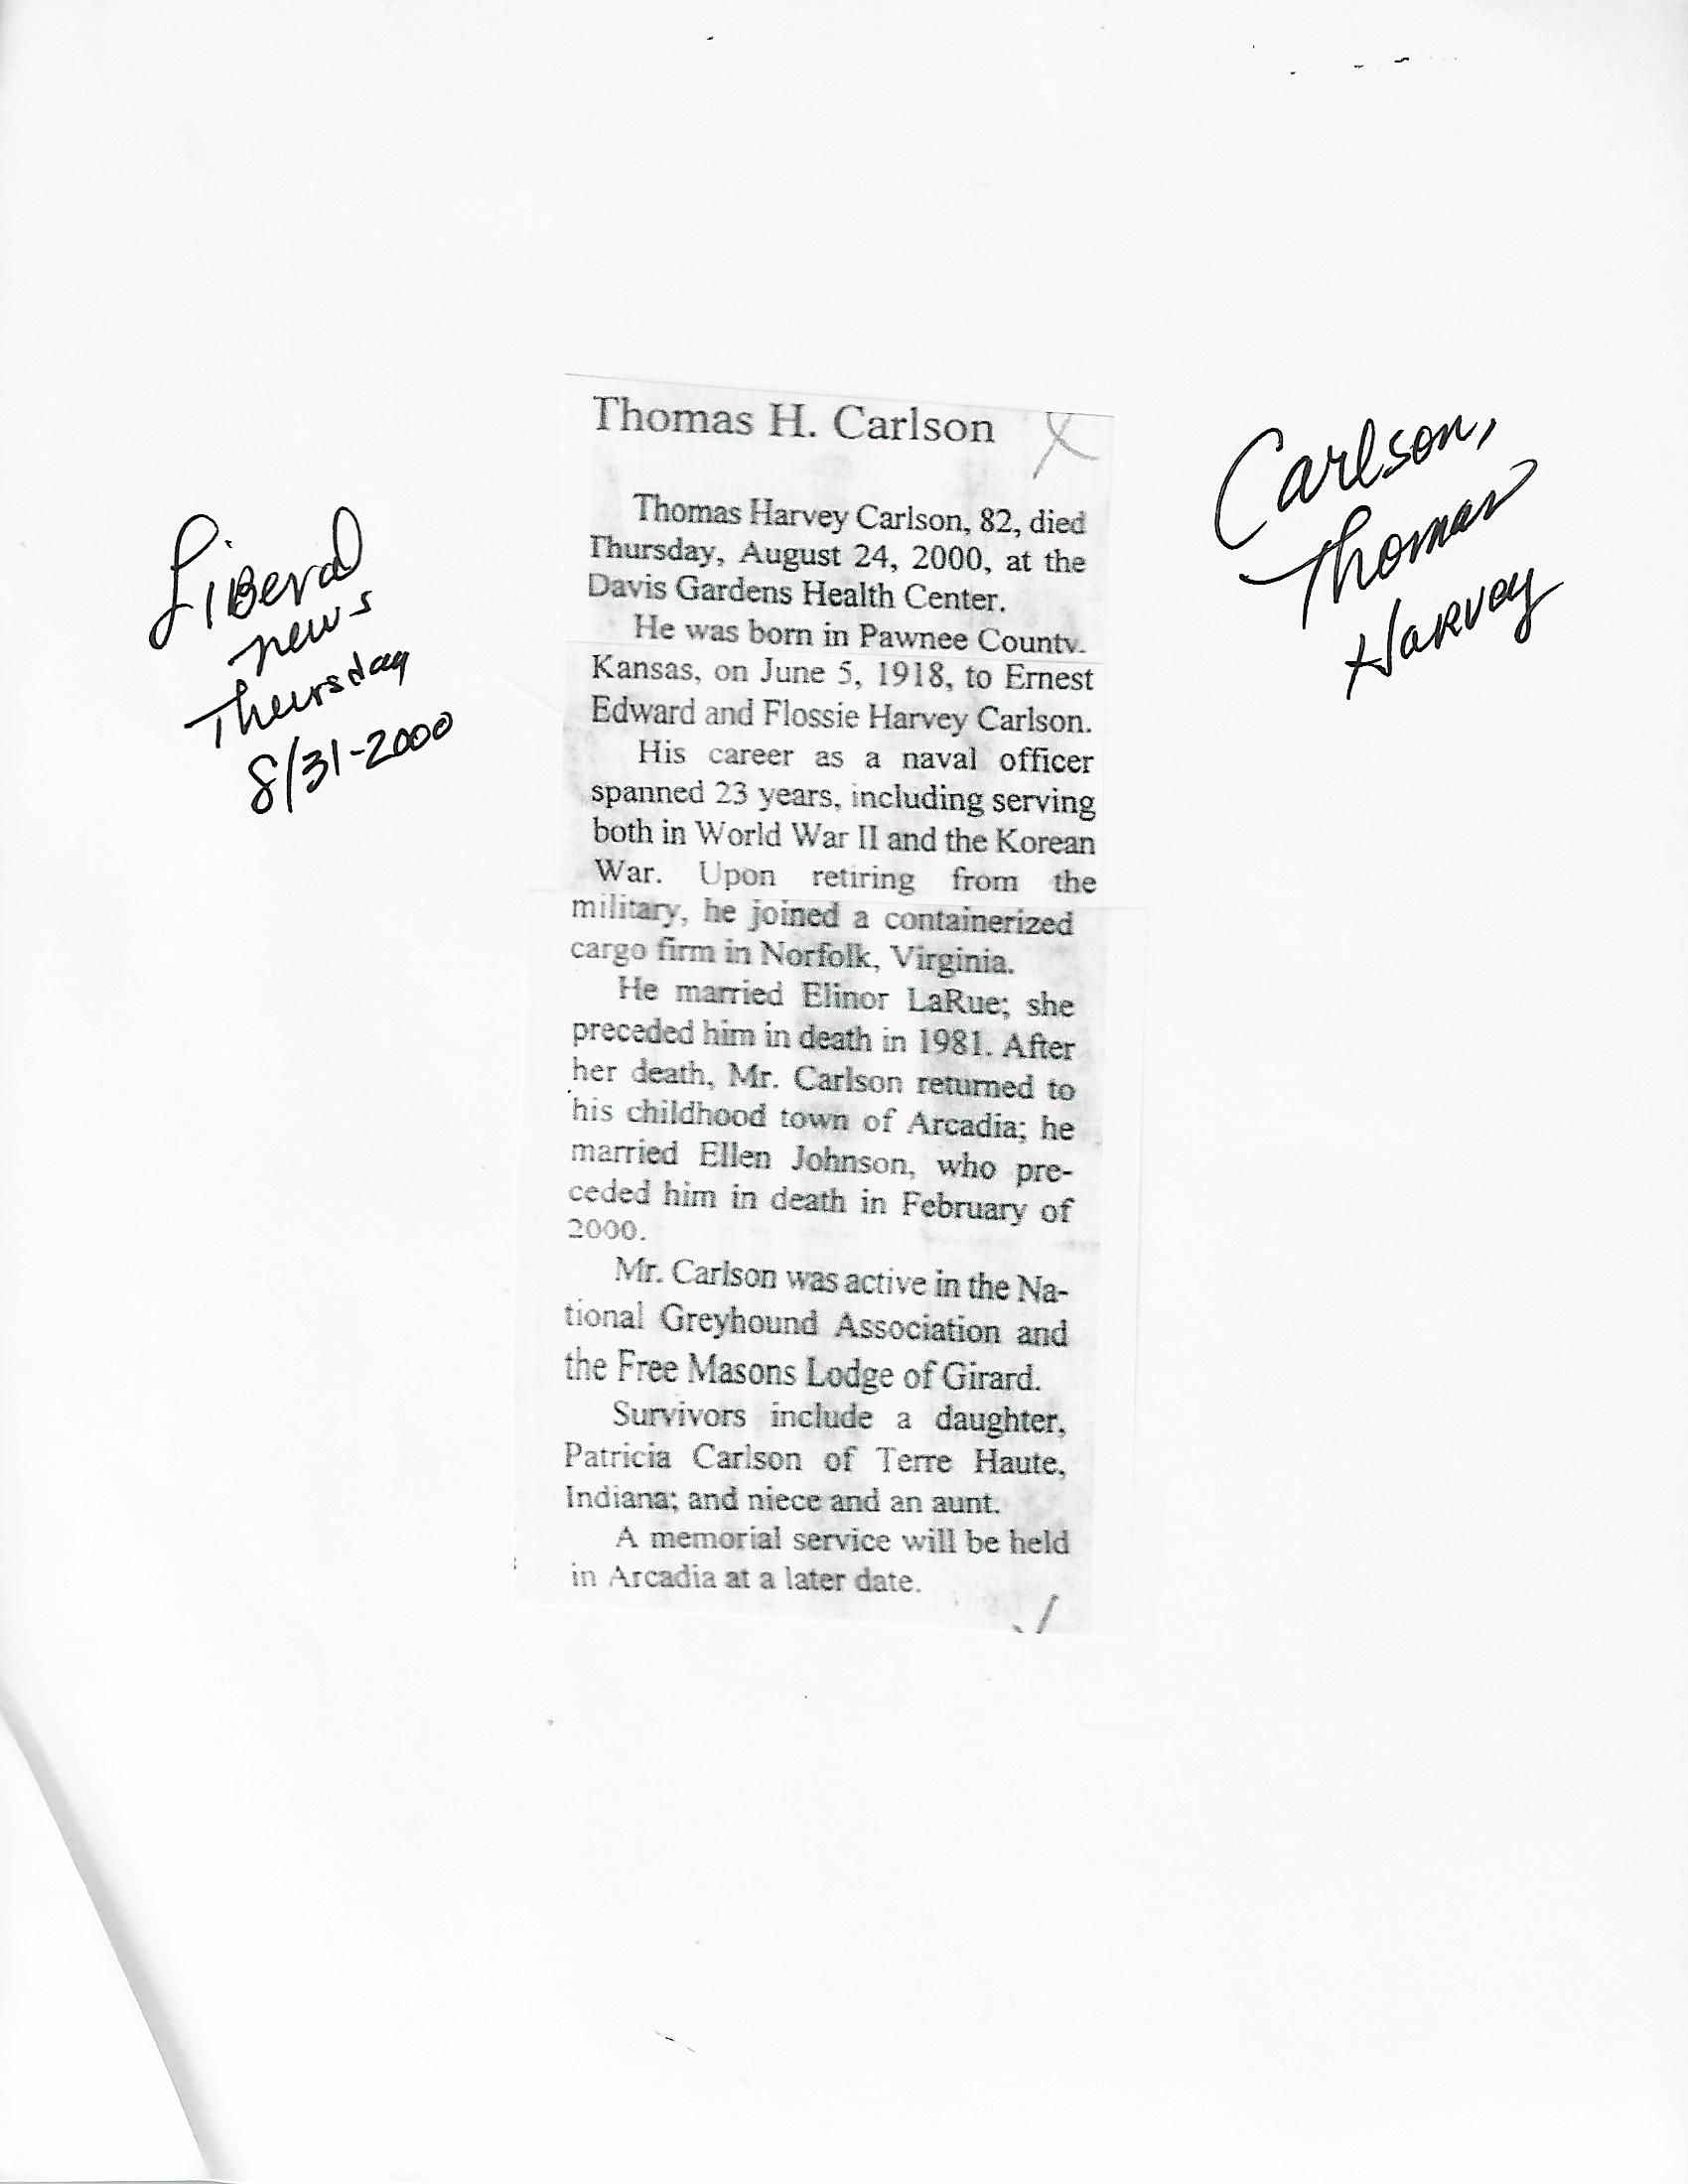 Liberal
news
Thursday
8/31-2000
Carlson,
Thomas
Harvey
Thomas H. Carlson
Thomas Harvey Carlson, 82, died
Thursday, August 24, 2000, at the
Davis Gardens Health Center.
He was born in Pawnee County.
Kansas, on June 5, 1918, to Ernest
Edward and Flossie Harvey Carlson.
His career as a naval officer
spanned 23 years, including serving
both in World War II and the Korean
War. Upon retiring from the
military, he joined a containerized
cargo firm in Norfolk, Virginia.
He married Elinor LaRue; she
preceded him in death in 1981. After
her death, Mr. Carlson returned to
his childhood town of Arcadia; he
married Ellen Johnson, who pre-
ceded him in death in February of
2000.
Mr. Carlson was active in the Na-
tional Greyhound Association and
the Free Masons Lodge of Girard.
Survivors include a daughter,
Patricia Carlson of Terre Haute,
Indiana; and niece and an aunt.
A memorial service will be held
in Arcadia at a later date.